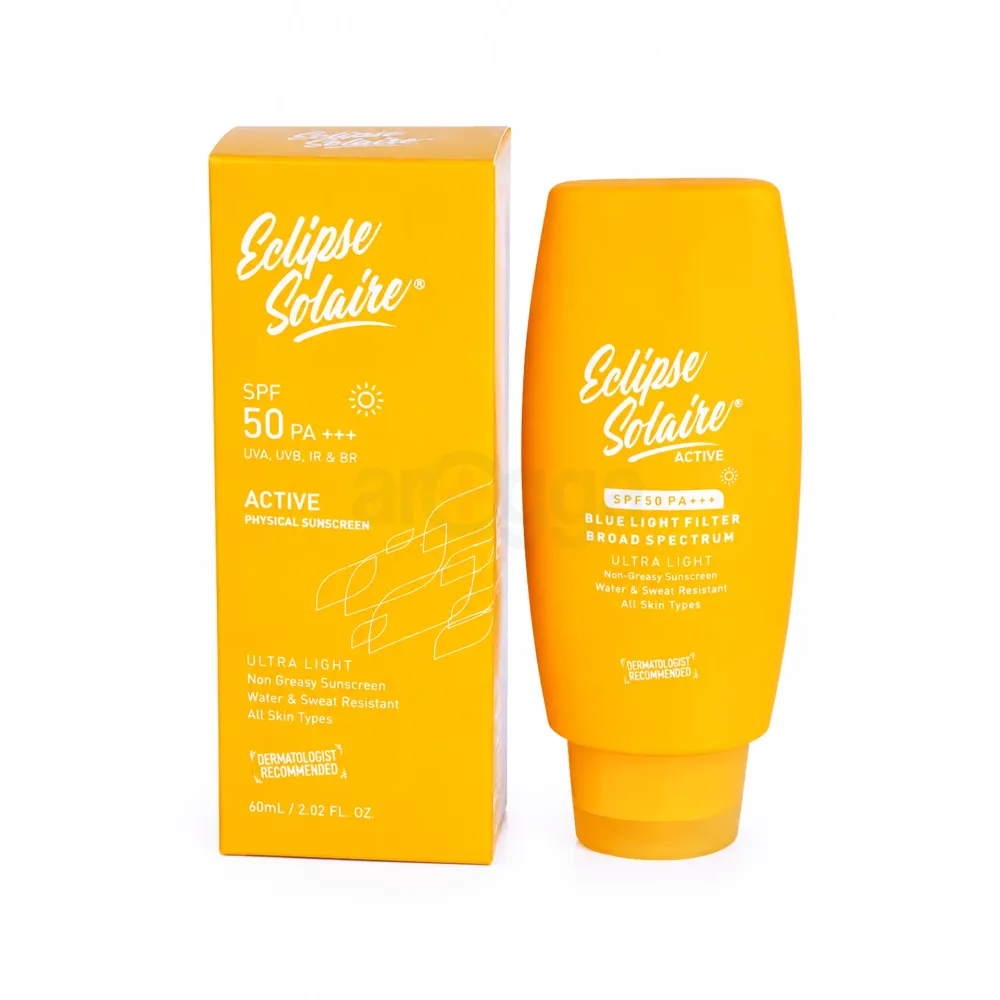 Eclipse
Solaire®
Eclipse
Solaire®
SPF
50 PA +++
UVA, UVB, IR & BR
ACTIVE
PHYSICAL SUNSCREEN
ULTRA LIGHT
Non Greasy Sunscreen
Water & Sweat Resistant
All Skin Types
DERMATOLOGIST
RECOMMENDED
60mL / 2.02 FL. OZ.
Eclipse
Solaire®
ACTIVE
SPF50 PA+++
BLUE LIGHT FILTER
BROAD SPECTRUM
ULTRA LIGHT
Non-Greasy Sunscreen
Water & Sweat Resistant
All Skin Types
DERMATOLOGIST
RECOMMENDED